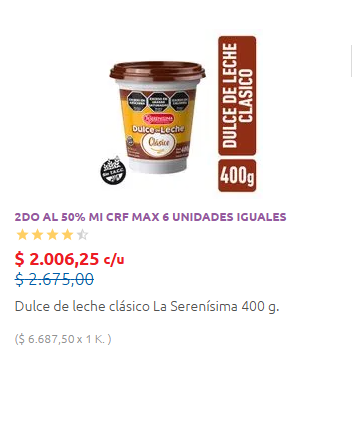 EXCESO EN
AZÚCARES
EXCESO EN
GRASAS
SATURADAS
EXCESO EN
CALORÍAS
LA SERENISIMA
Dulce de Leche
Clásico
400g
Sin T.A.C.C.
DULCE DE LECHE
CLÁSICO
400g
2DO AL 50% MI CRF MAX 6 UNIDADES IGUALES
$ 2.006,25 c/u
$ 2.675,00
Dulce de leche clásico La Serenísima 400 g.
($ 6.687,50 x 1 K. )